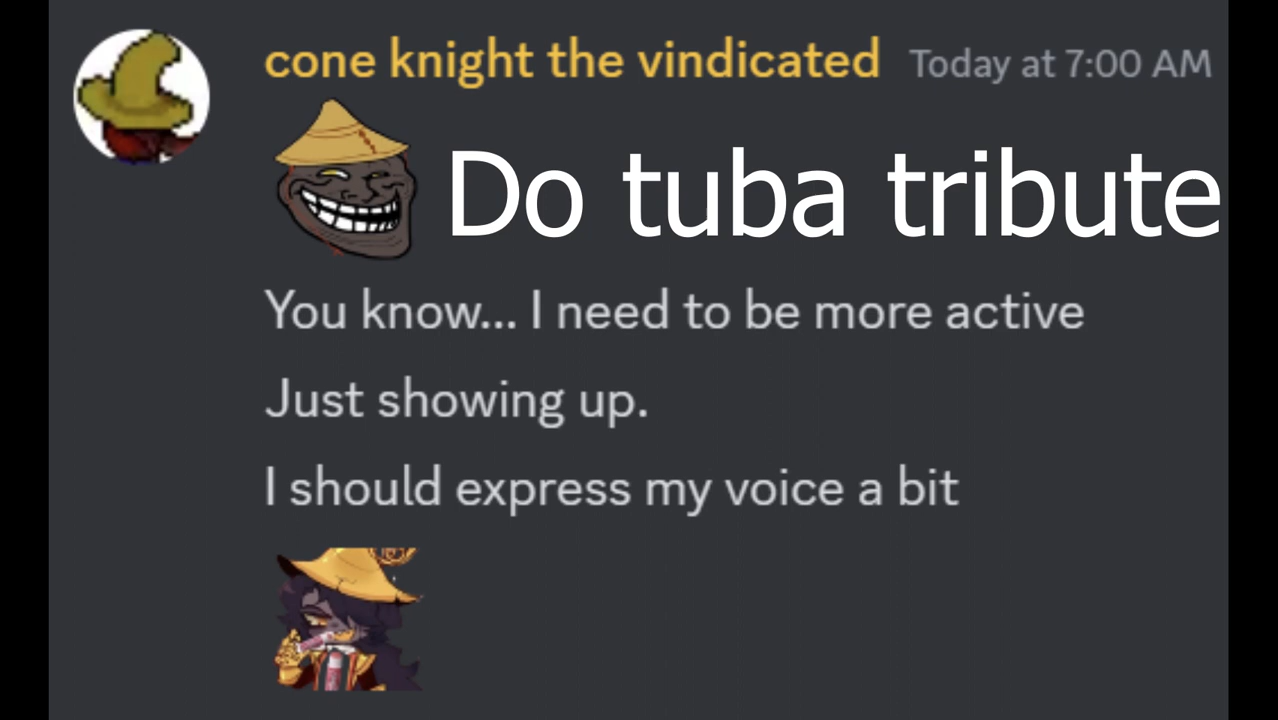 cone knight the vindicated Today at 7:00 AM
Do tuba tribute
You know... I need to be more active
Just showing up.
I should express my voice a bit